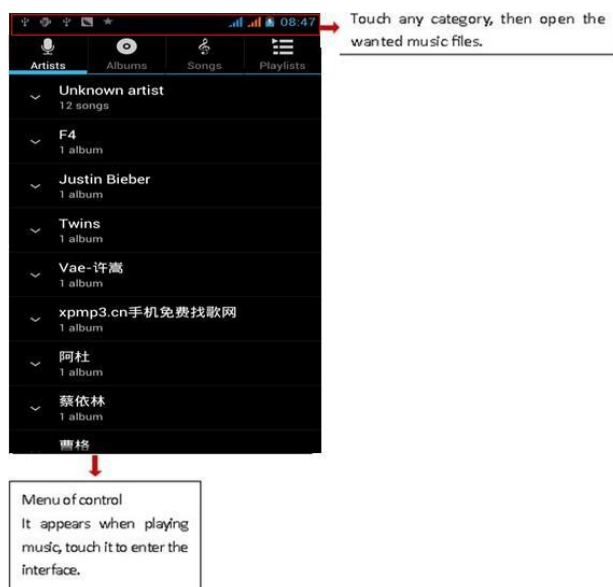 08:47
Touch any category, then open the
wanted music files.
Artists Albums Songs Playlists
Unknown artist
12 songs
F4
1 album
Justin Bieber
1 album
Twins
1 album
Vae-许嵩
1 album
xpmp3.cn手机免费找歌网
1 album
阿杜
1 album
蔡依林
1 album
曹格
Menu of control
It appears when playing
music, touch it to enter the
interface.